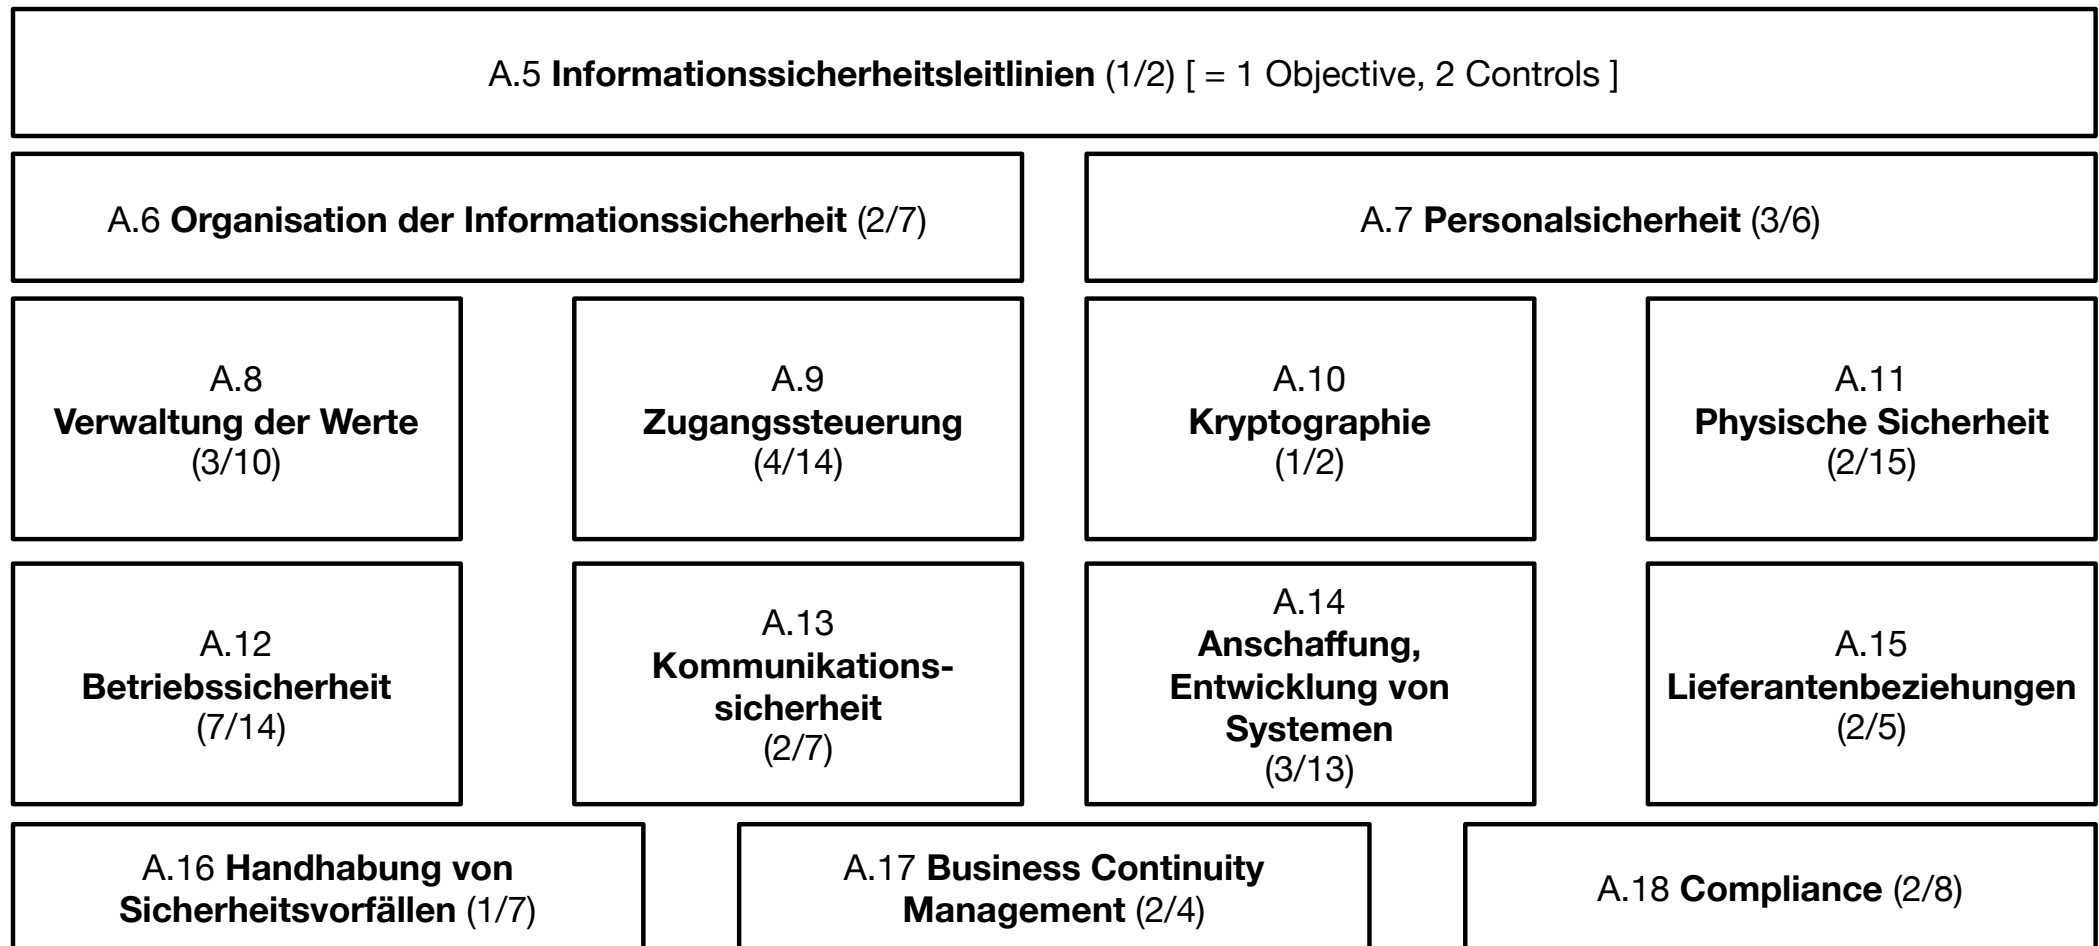 A.5 Informationssicherheitsleitlinien (1/2) [ = 1 Objective, 2 Controls ]
A.6 Organisation der Informationssicherheit (2/7)
A.7 Personalsicherheit (3/6)
A.8
Verwaltung der Werte
(3/10)
A.9
Zugangssteuerung
(4/14)
A.10
Kryptographie
(1/2)
A.11
Physische Sicherheit
(2/15)
A.12
Betriebssicherheit
(7/14)
A.13
Kommunikations-
sicherheit
(2/7)
A.14
Anschaffung,
Entwicklung von
Systemen
(3/13)
A.15
Lieferantenbeziehungen
(2/5)
A.16 Handhabung von
Sicherheitsvorfällen (1/7)
A.17 Business Continuity
Management (2/4)
A.18 Compliance (2/8)